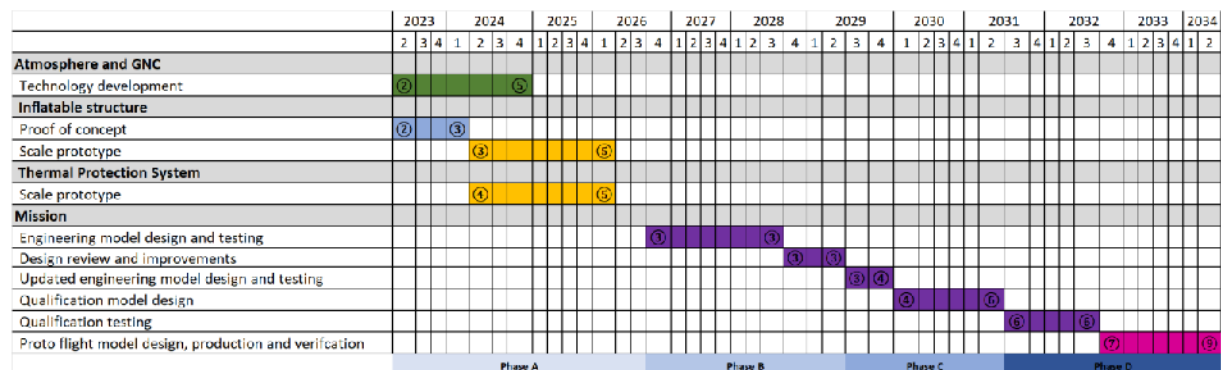 2023 2024 2025 2026 2027 2028 2029 2030 2031 2032 2033 2034
2 3 4 1 2 3 4 1 2 3 4 1 2 3 4 1 2 3 4 1 2 3 4 1 2 3 4 1 2 3 4 1 2 3 4 1 2 3 4 1 2 3 4 1 2
Atmosphere and GNC
Technology development ② ⑤
Inflatable structure
Proof of concept ② ③
Scale prototype ③ ⑤
Thermal Protection System
Scale prototype ④ ⑤
Mission
Engineering model design and testing ③ ③
Design review and improvements ③ ③
Updated engineering model design and testing ③ ④
Qualification model design ④ ⑥
Qualification testing ⑥ ⑥
Proto flight model design, production and verifcation ⑦ ⑨
Phase A Phase B Phase C Phase D